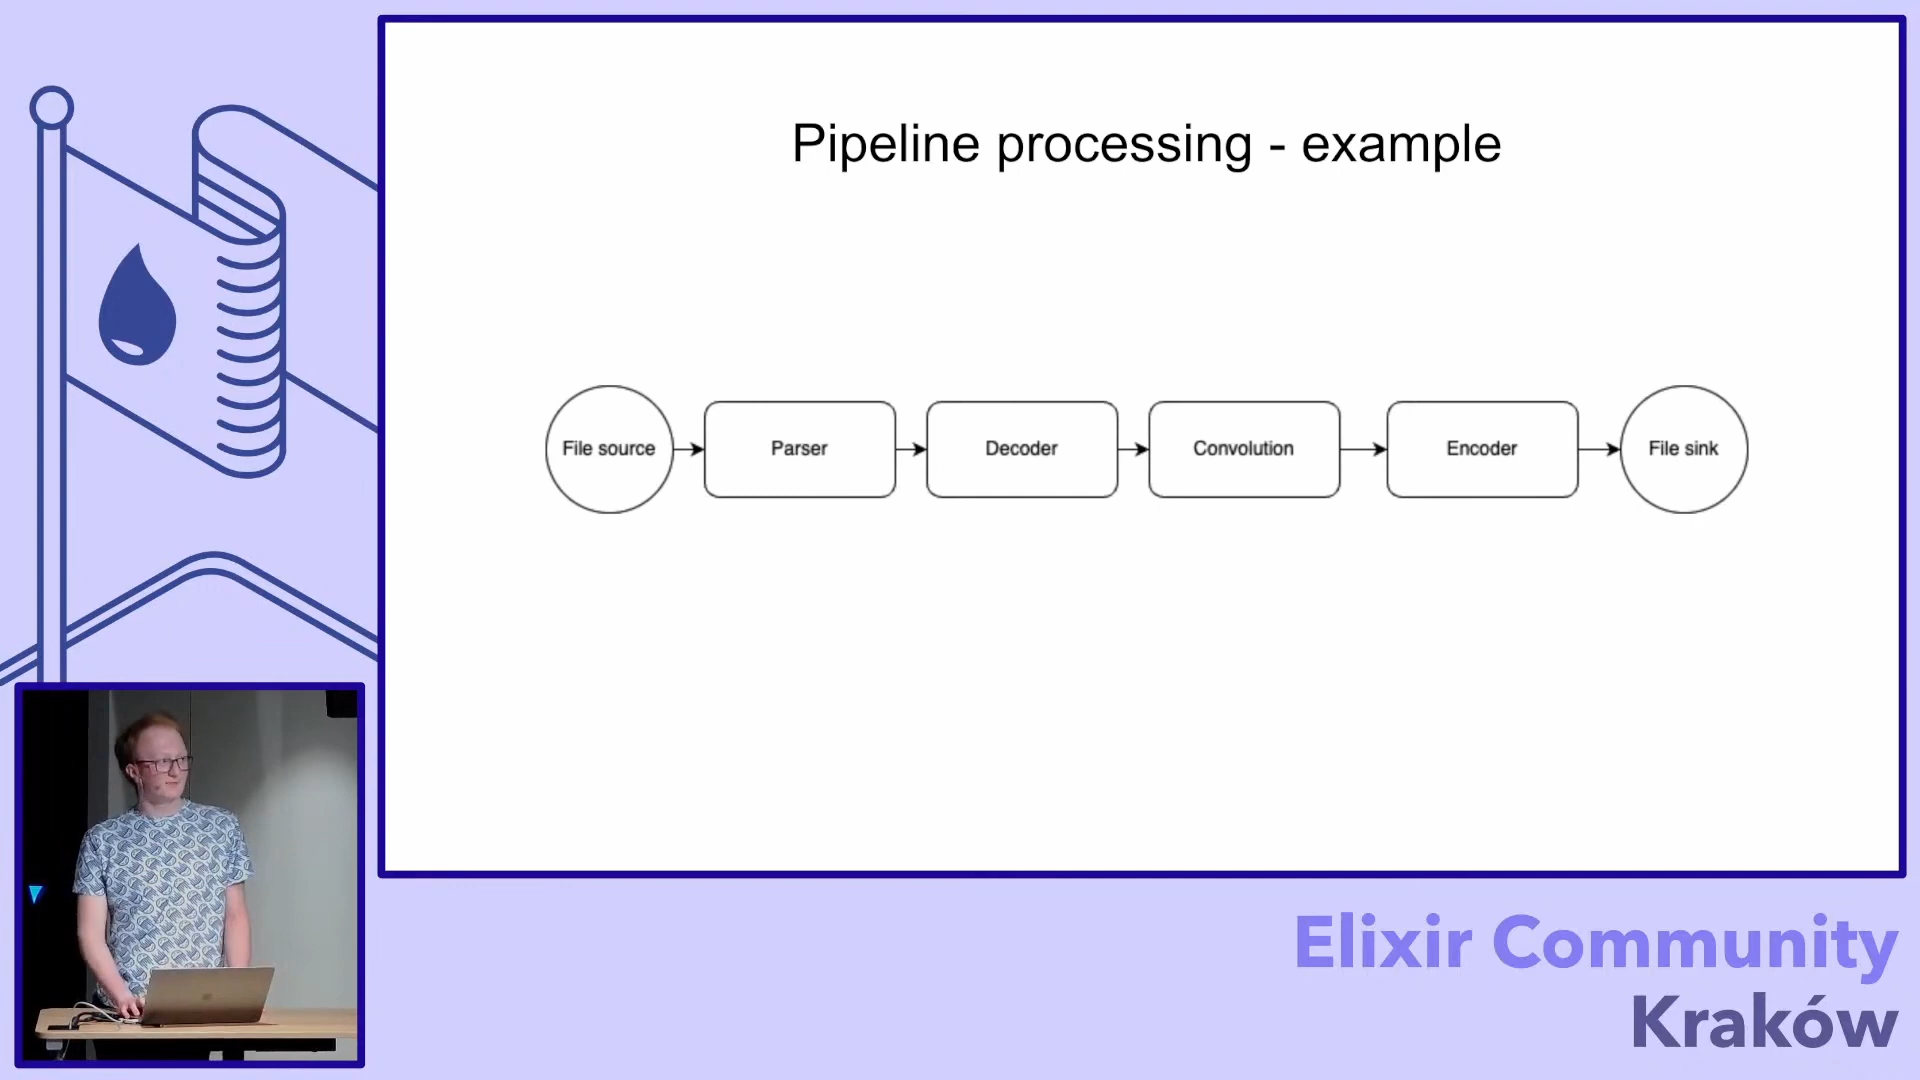 Pipeline processing - example
File source
Parser
Decoder
Convolution
Encoder
File sink
Elixir Community
Kraków